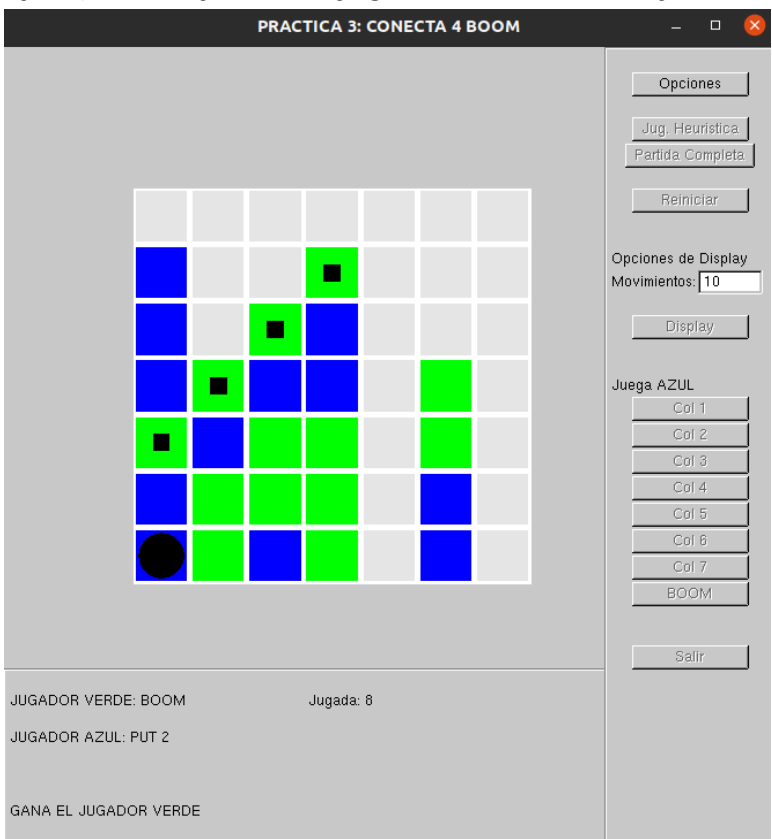 PRACTICA 3: CONECTA 4 BOOM
Opciones
Jug. Heuristica
Partida Completa
Reiniciar
Opciones de Display
Movimientos: 10
Display
Juega AZUL
Col 1
Col 2
Col 3
Col 4
Col 5
Col 6
Col 7
BOOM
Salir
JUGADOR VERDE: BOOM Jugada: 8
JUGADOR AZUL: PUT 2
GANA EL JUGADOR VERDE